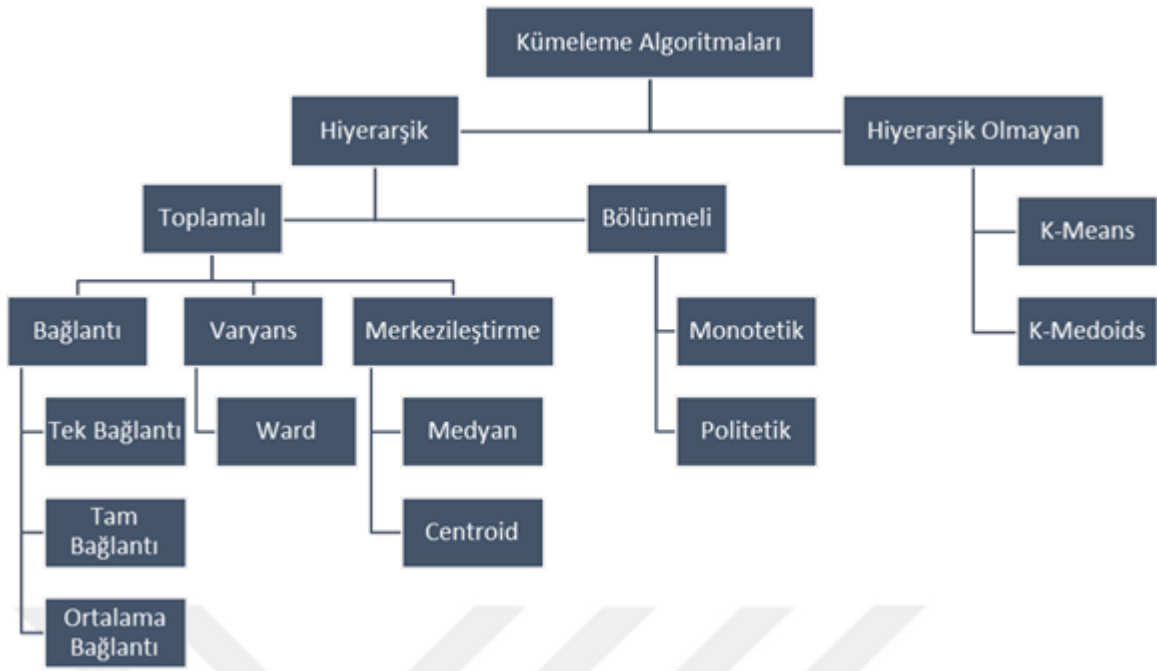 Kümeleme Algoritmaları
Hiyerarşik
Hiyerarşik Olmayan
Toplamalı
Bölünmeli
K-Means
Bağlantı
Varyans
Merkezileştirme
Monotetik
K-Medoids
Tek Bağlantı
Ward
Medyan
Politetik
Tam
Bağlantı
Centroid
Ortalama
Bağlantı